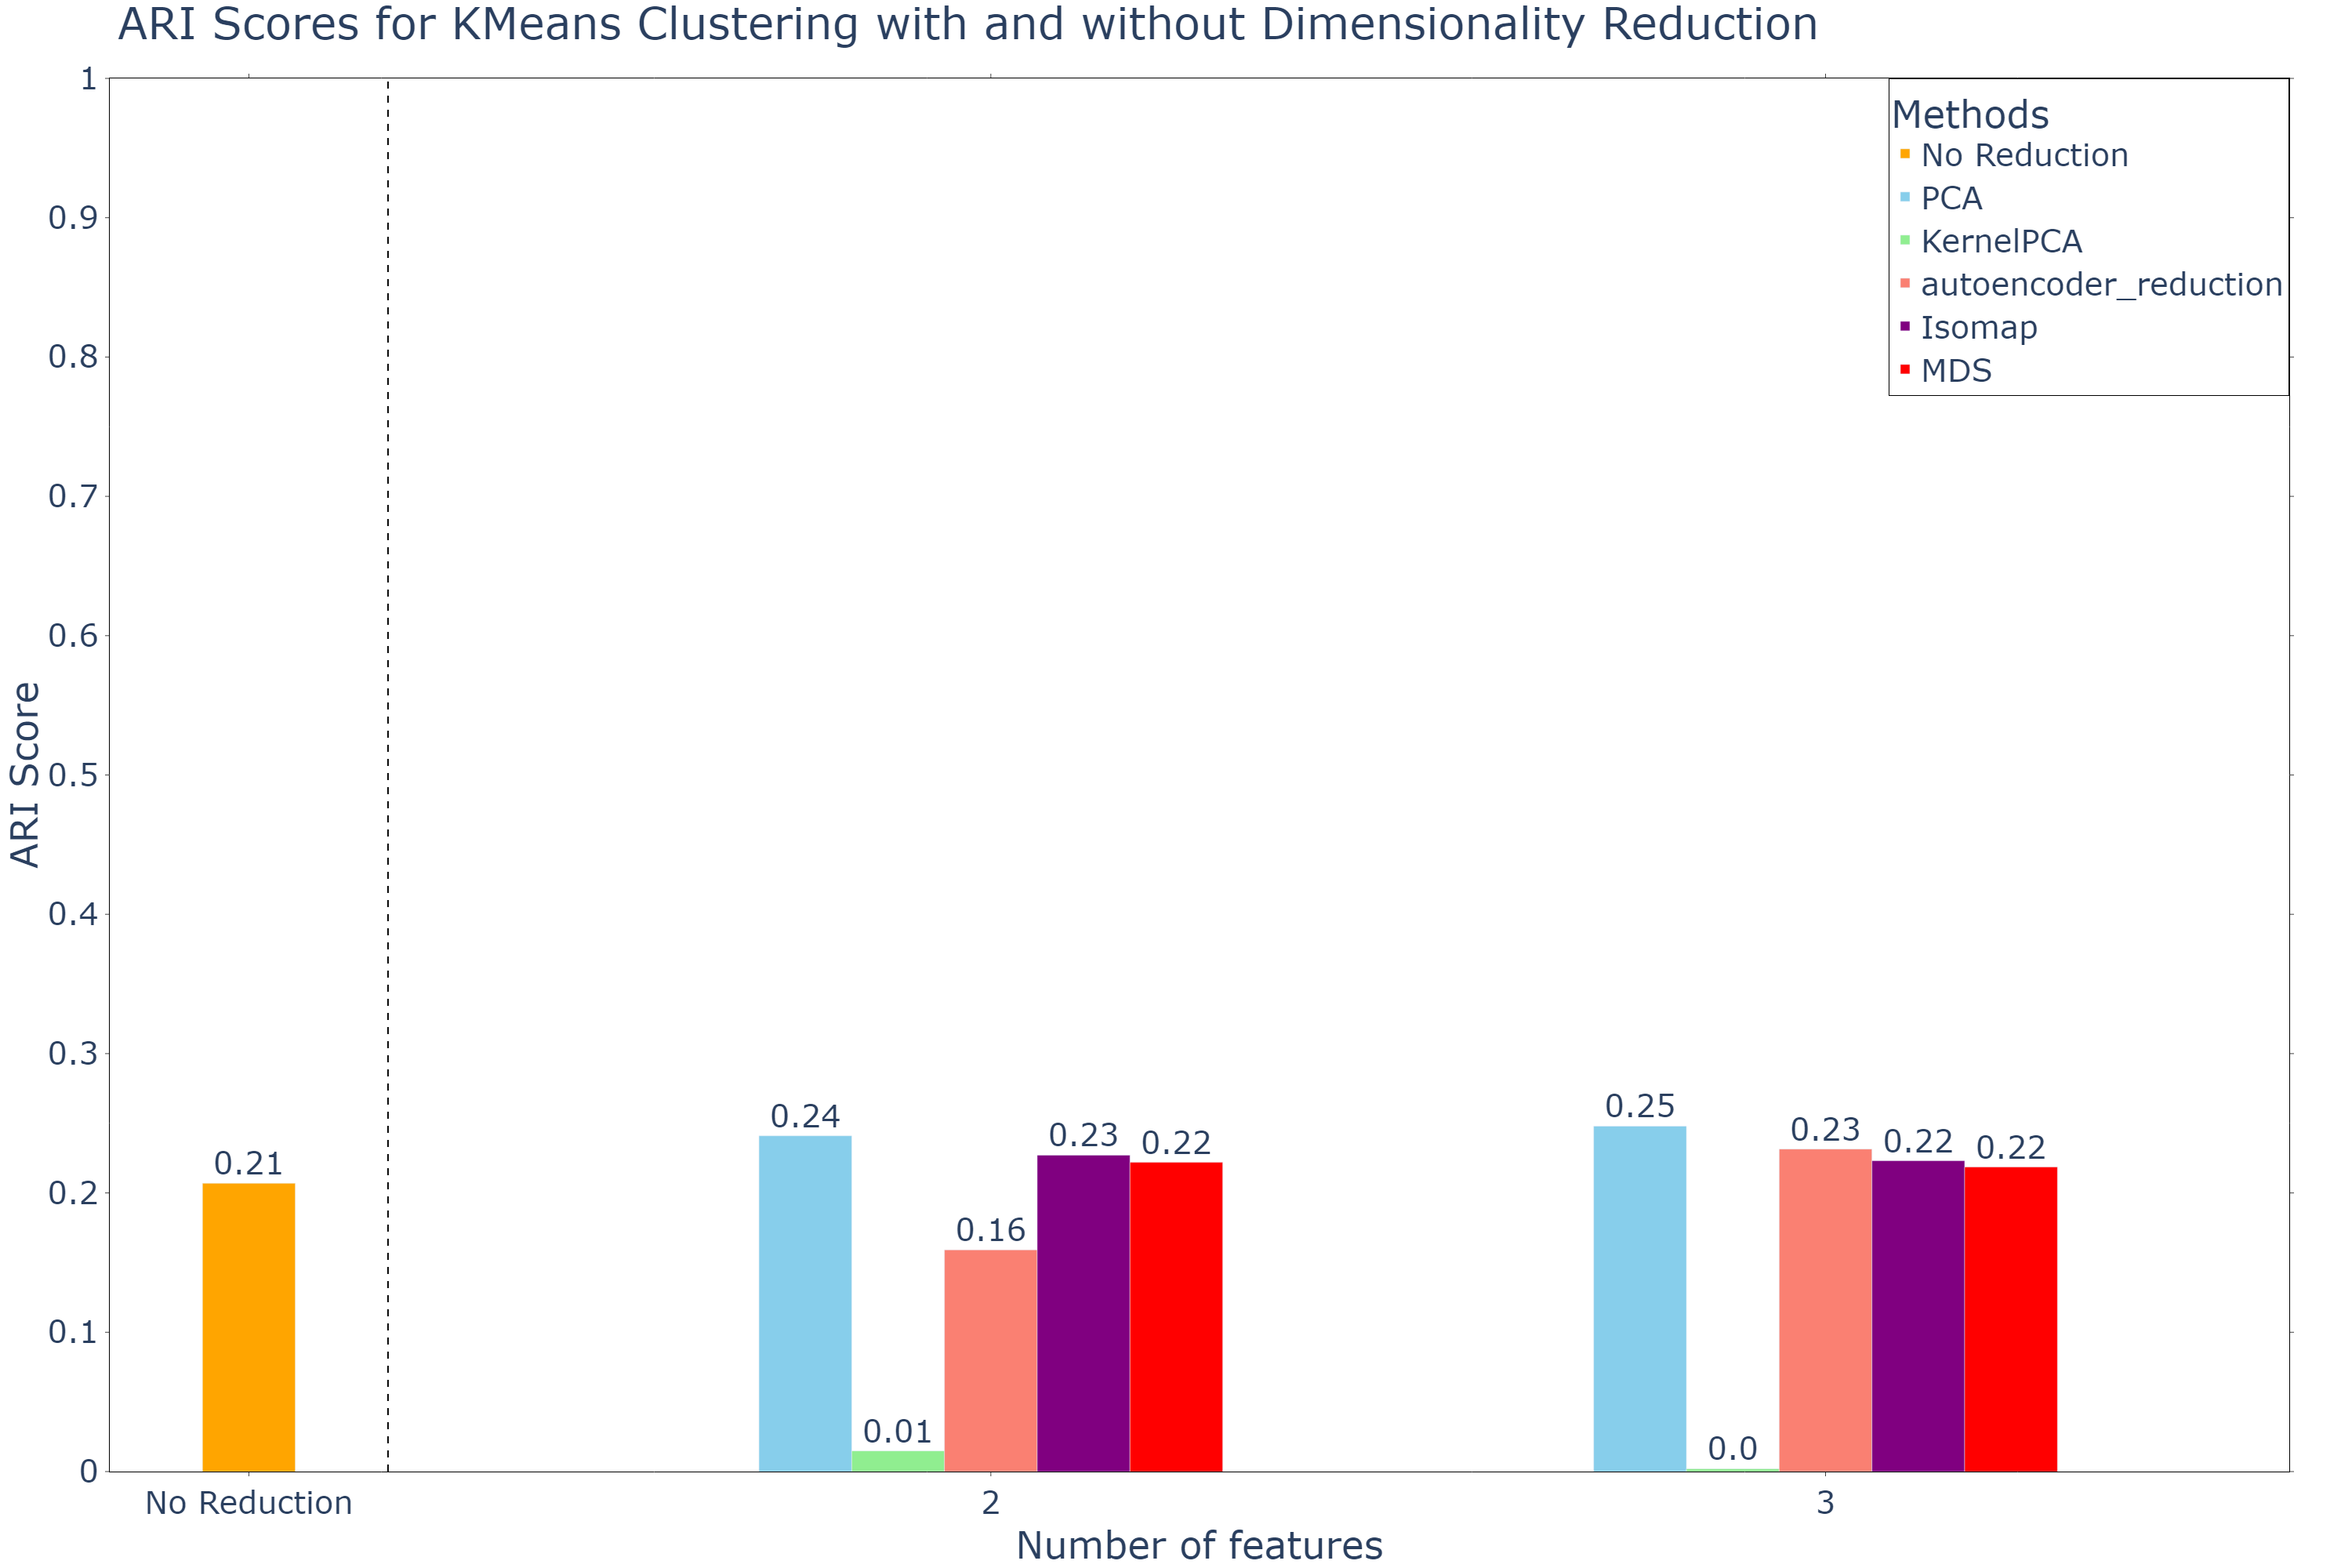 ARI Scores for KMeans Clustering with and without Dimensionality Reduction
Methods
No Reduction
PCA
KernelPCA
autoencoder_reduction
Isomap
MDS
ARI Score
1
0.9
0.8
0.7
0.6
0.5
0.4
0.3
0.2
0.1
0
0.21
0.24
0.01
0.16
0.23
0.22
0.25
0.0
0.23
0.22
0.22
No Reduction
2
3
Number of features